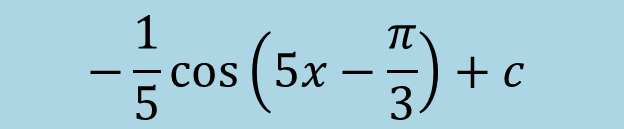 −1/5 cos(5x − π/3) + c